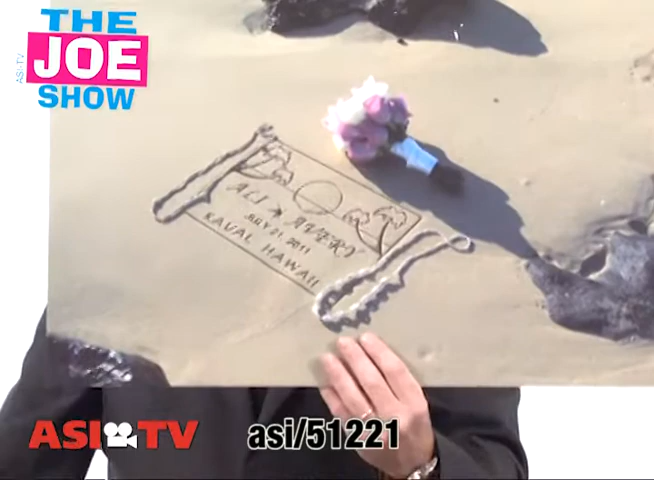 THE
JOE
SHOW
ASI-TV
ALI AVERY
JULY 21, 2011
KAUAI, HAWAII
ASI TV
asi/51221